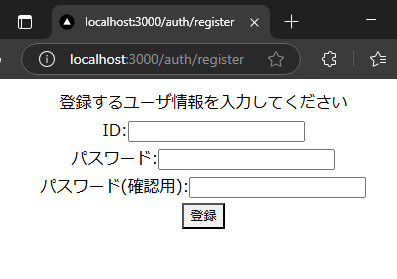 localhost:3000/auth/register
localhost:3000/auth/register
登録するユーザ情報を入力してください
ID:
パスワード:
パスワード(確認用):
登録